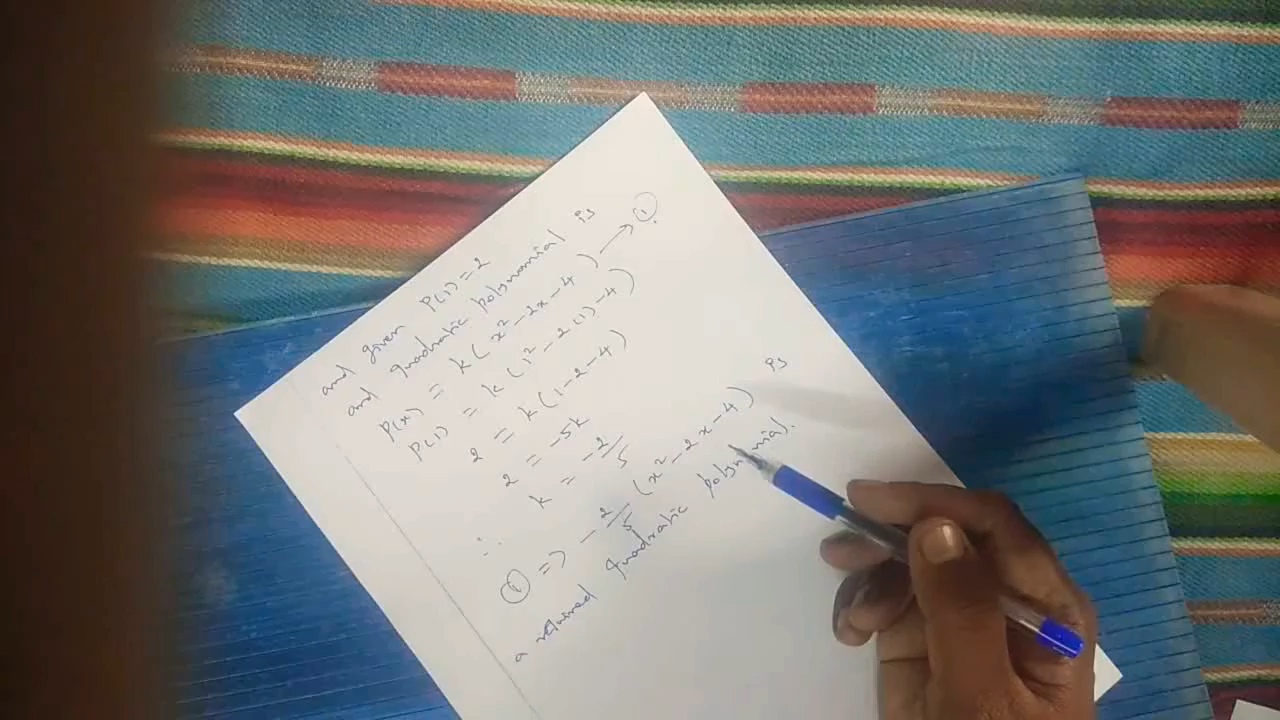 and given P(1) = 2
and quadratic polynomial is
P(x) = k(x² - 2x - 4) → ①
P(1) = k(1² - 2(1) - 4)
2 = k(1 - 2 - 4)
2 = -5k
k = -2/5
∴
① => -2/5 (x² - 2x - 4) is
a required quadratic polynomial.